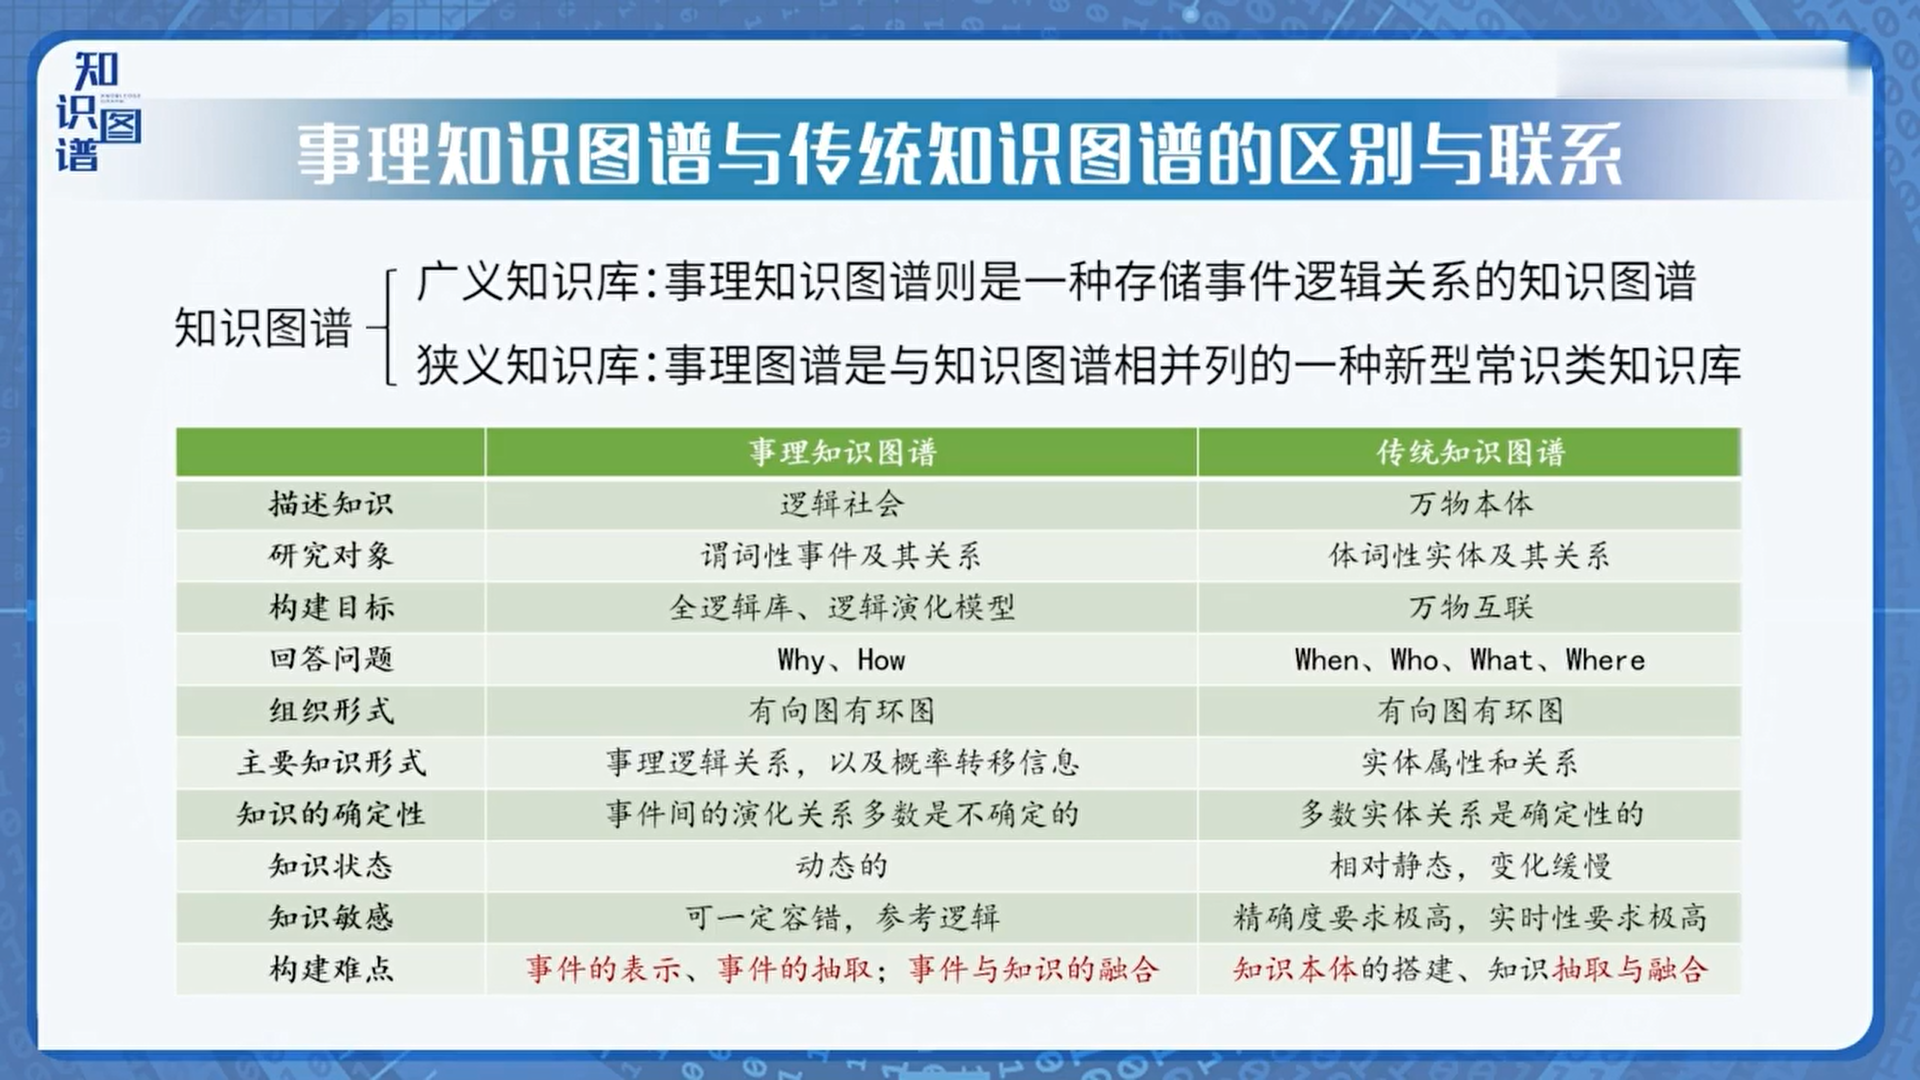 知识图谱
事理知识图谱与传统知识图谱的区别与联系
知识图谱
广义知识库：事理知识图谱则是一种存储事件逻辑关系的知识图谱
狭义知识库：事理图谱是与知识图谱相并列的一种新型常识类知识库
事理知识图谱 传统知识图谱
描述知识 逻辑社会 万物本体
研究对象 谓词性事件及其关系 体词性实体及其关系
构建目标 全逻辑库、逻辑演化模型 万物互联
回答问题 Why、How When、Who、What、Where
组织形式 有向图有环图 有向图有环图
主要知识形式 事理逻辑关系，以及概率转移信息 实体属性和关系
知识的确定性 事件间的演化关系多数是不确定的 多数实体关系是确定性的
知识状态 动态的 相对静态，变化缓慢
知识敏感 可一定容错，参考逻辑 精确度要求极高，实时性要求极高
构建难点 事件的表示、事件的抽取；事件与知识的融合 知识本体的搭建、知识抽取与融合